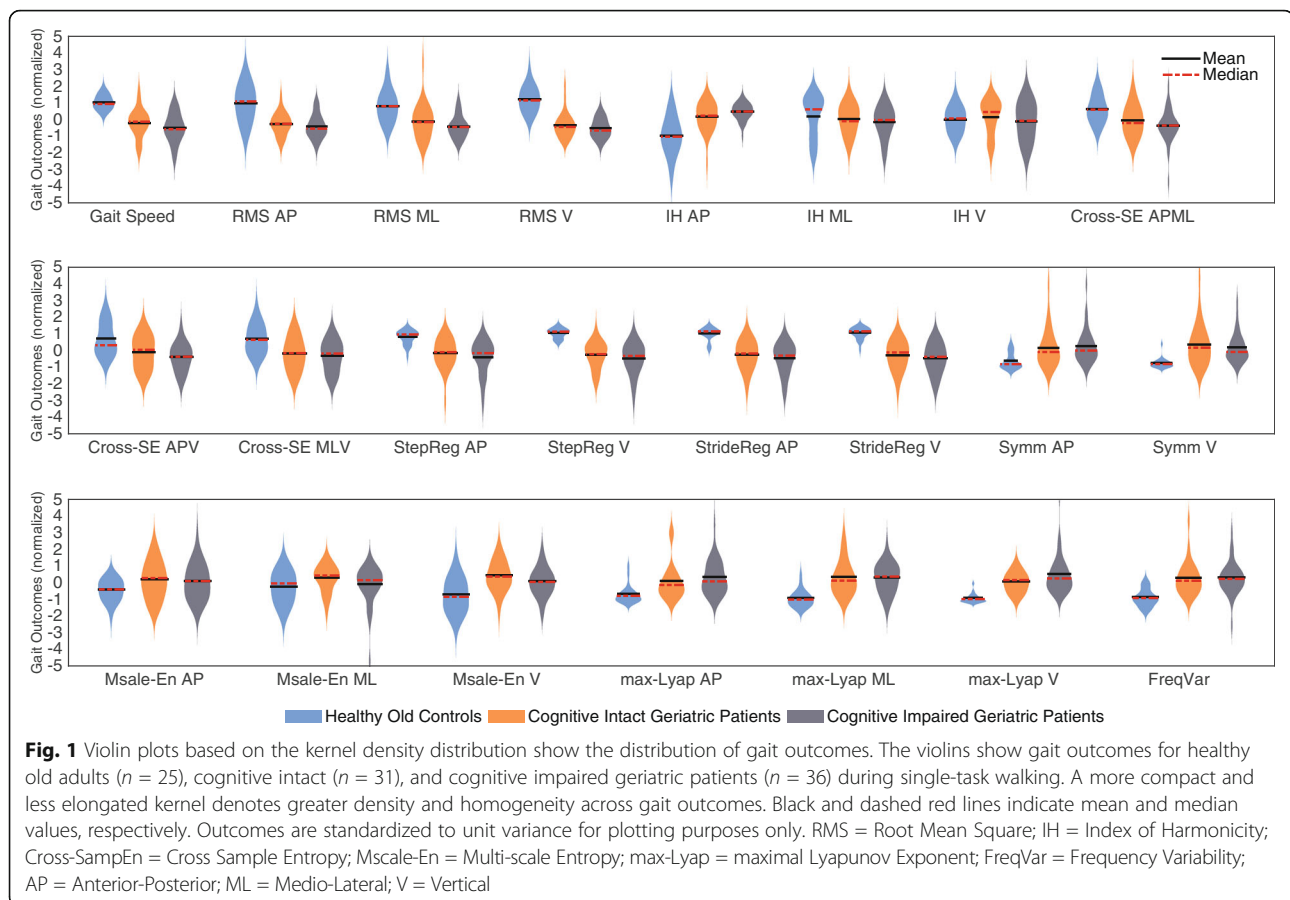 5
4
3
2
1
0
-1
-2
-3
-4
-5
Gait Outcomes (normalized)
Mean
Median
Gait Speed RMS AP RMS ML RMS V IH AP IH ML IH V Cross-SE APML
5
4
3
2
1
0
-1
-2
-3
-4
-5
Gait Outcomes (normalized)
Cross-SE APV Cross-SE MLV StepReg AP StepReg V StrideReg AP StrideReg V Symm AP Symm V
5
4
3
2
1
0
-1
-2
-3
-4
-5
Gait Outcomes (normalized)
Msale-En AP Msale-En ML Msale-En V max-Lyap AP max-Lyap ML max-Lyap V FreqVar
Healthy Old Controls Cognitive Intact Geriatric Patients Cognitive Impaired Geriatric Patients
Fig. 1 Violin plots based on the kernel density distribution show the distribution of gait outcomes. The violins show gait outcomes for healthy
old adults (n = 25), cognitive intact (n = 31), and cognitive impaired geriatric patients (n = 36) during single-task walking. A more compact and
less elongated kernel denotes greater density and homogeneity across gait outcomes. Black and dashed red lines indicate mean and median
values, respectively. Outcomes are standardized to unit variance for plotting purposes only. RMS = Root Mean Square; IH = Index of Harmonicity;
Cross-SampEn = Cross Sample Entropy; Mscale-En = Multi-scale Entropy; max-Lyap = maximal Lyapunov Exponent; FreqVar = Frequency Variability;
AP = Anterior-Posterior; ML = Medio-Lateral; V = Vertical